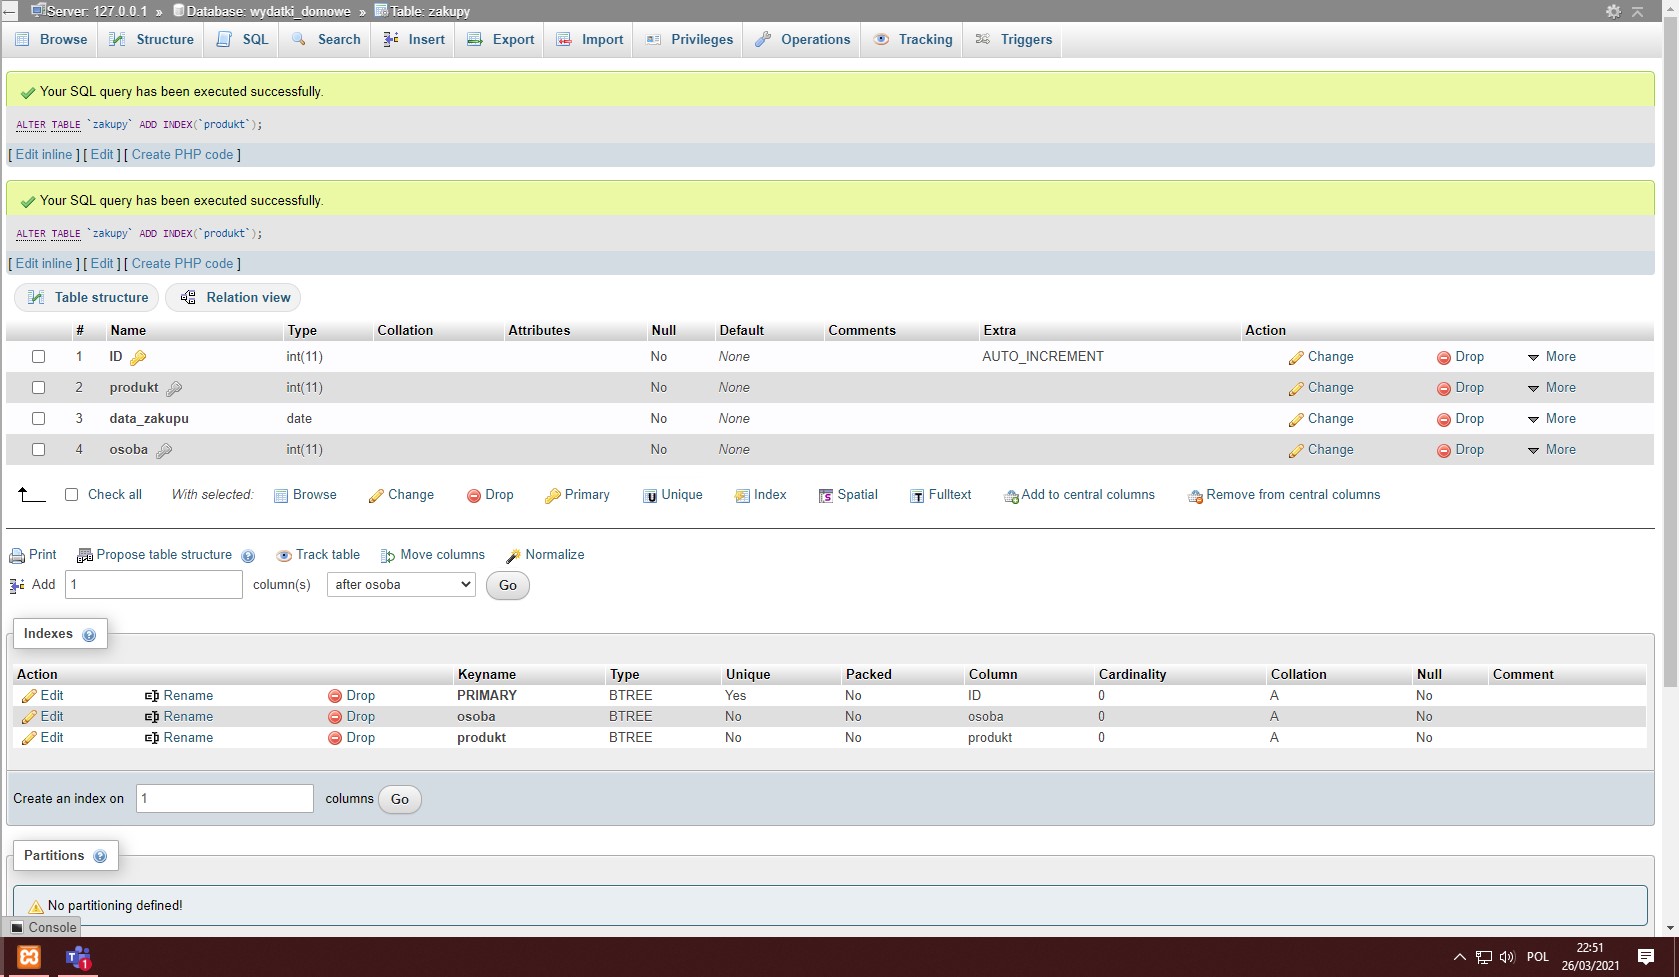 Server: 127.0.0.1 » Database: wydatki_domowe » Table: zakupy
Browse Structure SQL Search Insert Export Import Privileges Operations Tracking Triggers
Your SQL query has been executed successfully.
ALTER TABLE `zakupy` ADD INDEX(`produkt`);
[ Edit inline ] [ Edit ] [ Create PHP code ]
Your SQL query has been executed successfully.
ALTER TABLE `zakupy` ADD INDEX(`produkt`);
[ Edit inline ] [ Edit ] [ Create PHP code ]
Table structure Relation view
# Name Type Collation Attributes Null Default Comments Extra Action
1 ID int(11) No None AUTO_INCREMENT Change Drop More
2 produkt int(11) No None Change Drop More
3 data_zakupu date No None Change Drop More
4 osoba int(11) No None Change Drop More
Check all With selected: Browse Change Drop Primary Unique Index Spatial Fulltext Add to central columns Remove from central columns
Print Propose table structure Track table Move columns Normalize
Add 1 column(s) after osoba Go
Indexes
Action Keyname Type Unique Packed Column Cardinality Collation Null Comment
Edit Rename Drop PRIMARY BTREE Yes No ID 0 A No
Edit Rename Drop osoba BTREE No No osoba 0 A No
Edit Rename Drop produkt BTREE No No produkt 0 A No
Create an index on 1 columns Go
Partitions
No partitioning defined!
Console
1 POL 22:51
26/03/2021